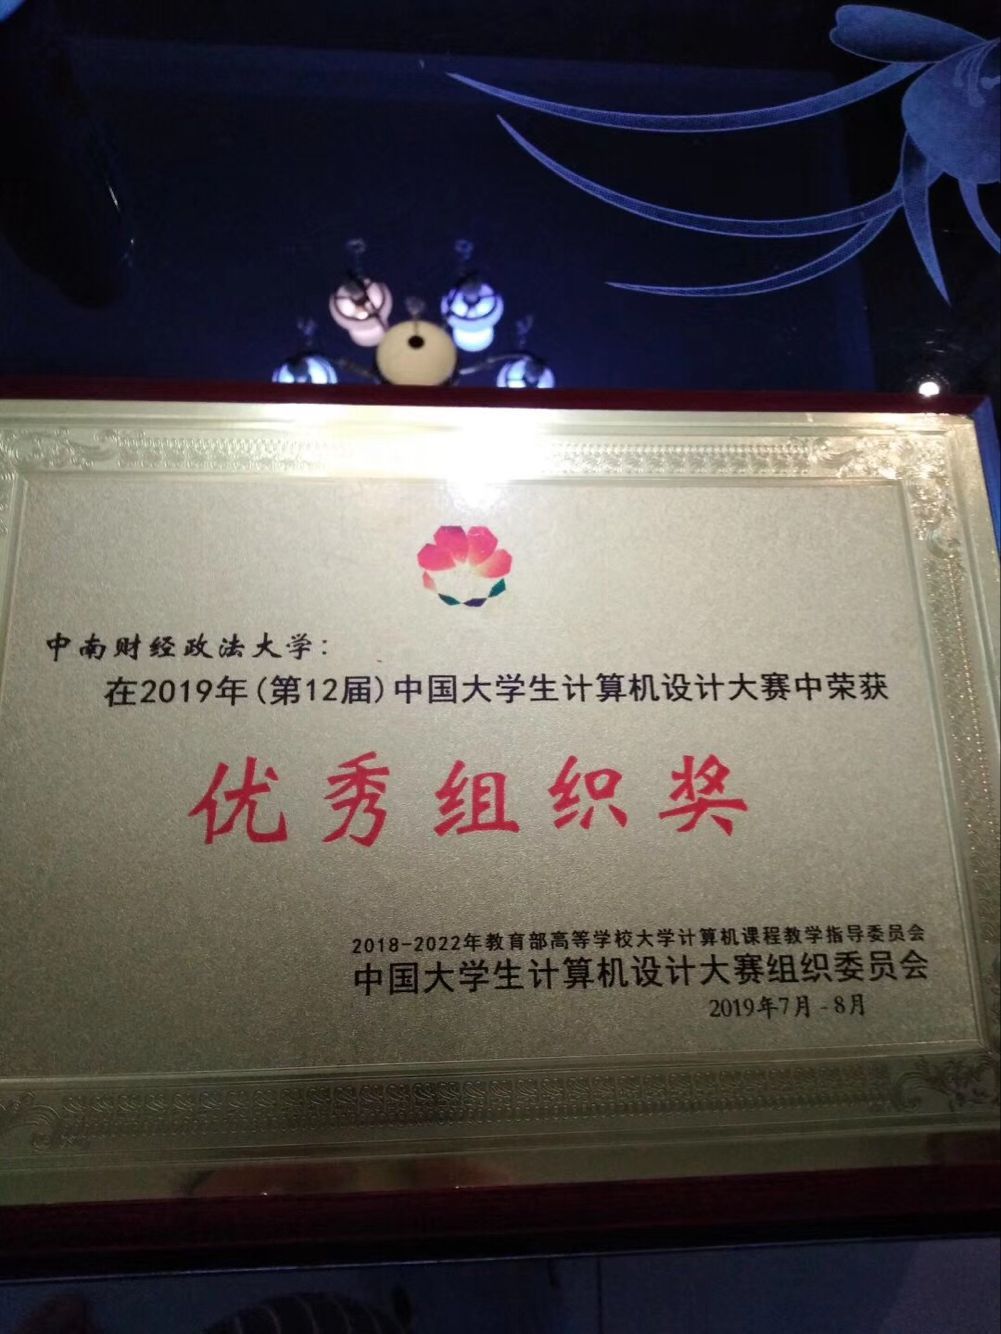 中南财经政法大学：
在2019年(第12届)中国大学生计算机设计大赛中荣获
优秀组织奖
2018-2022年教育部高等学校大学计算机课程教学指导委员会
中国大学生计算机设计大赛组织委员会
2019年7月-8月